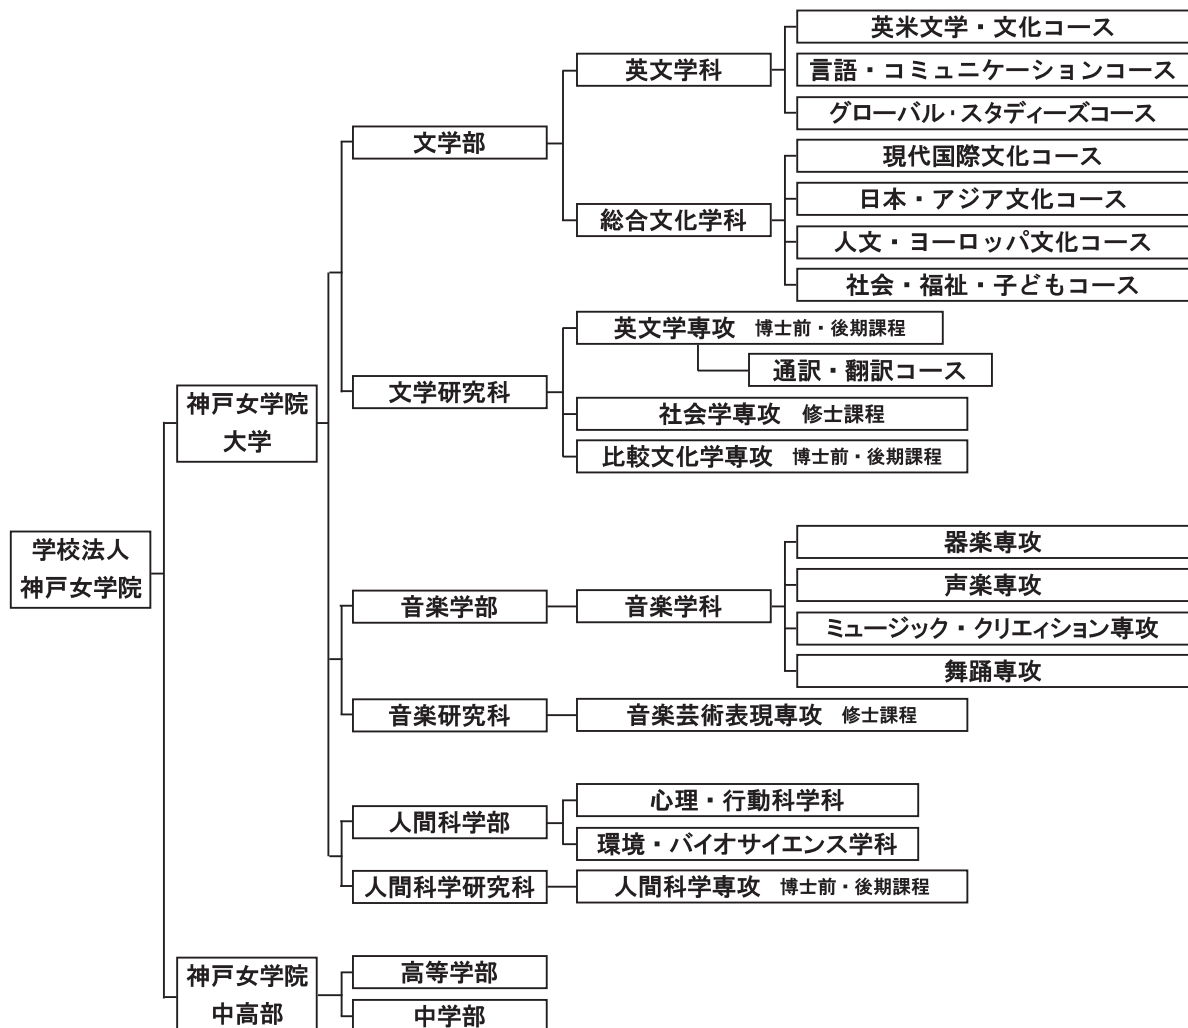 学校法人
神戸女学院
神戸女学院
大学
文学部
英文学科
英米文学・文化コース
言語・コミュニケーションコース
グローバル・スタディーズコース
総合文化学科
現代国際文化コース
日本・アジア文化コース
人文・ヨーロッパ文化コース
社会・福祉・子どもコース
文学研究科
英文学専攻 博士前・後期課程
通訳・翻訳コース
社会学専攻 修士課程
比較文化学専攻 博士前・後期課程
音楽学部
音楽学科
器楽専攻
声楽専攻
ミュージック・クリエィション専攻
舞踊専攻
音楽研究科
音楽芸術表現専攻 修士課程
人間科学部
心理・行動科学科
環境・バイオサイエンス学科
人間科学研究科
人間科学専攻 博士前・後期課程
神戸女学院
中高部
高等学部
中学部